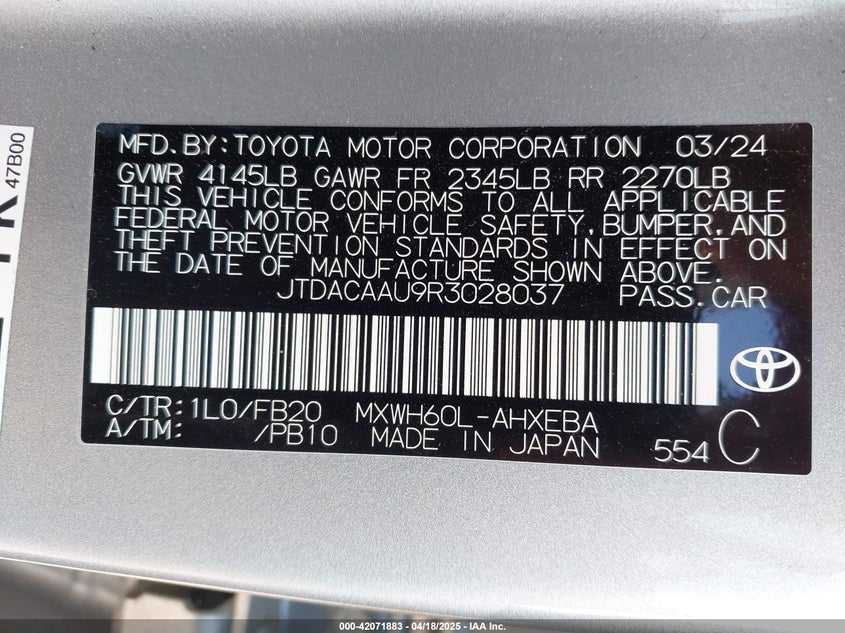 MFD.BY:TOYOTA MOTOR CORPORATION 03/24
GVWR 4145LB GAWR FR 2345LB RR 2270LB
THIS VEHICLE CONFORMS TO ALL APPLICABLE
FEDERAL MOTOR VEHICLE SAFETY,BUMPER,AND
THEFT PREVENTION STANDARDS IN EFFECT ON
THE DATE OF MANUFACTURE SHOWN ABOVE.
JTDACAAU9R3028037 PASS.CAR
C/TR:1L0/FB20 MXWH60L-AHXEBA
A/TM: /PB10 MADE IN JAPAN 554 C
47B00
000-42071883 - 04/18/2025 - IAA Inc.